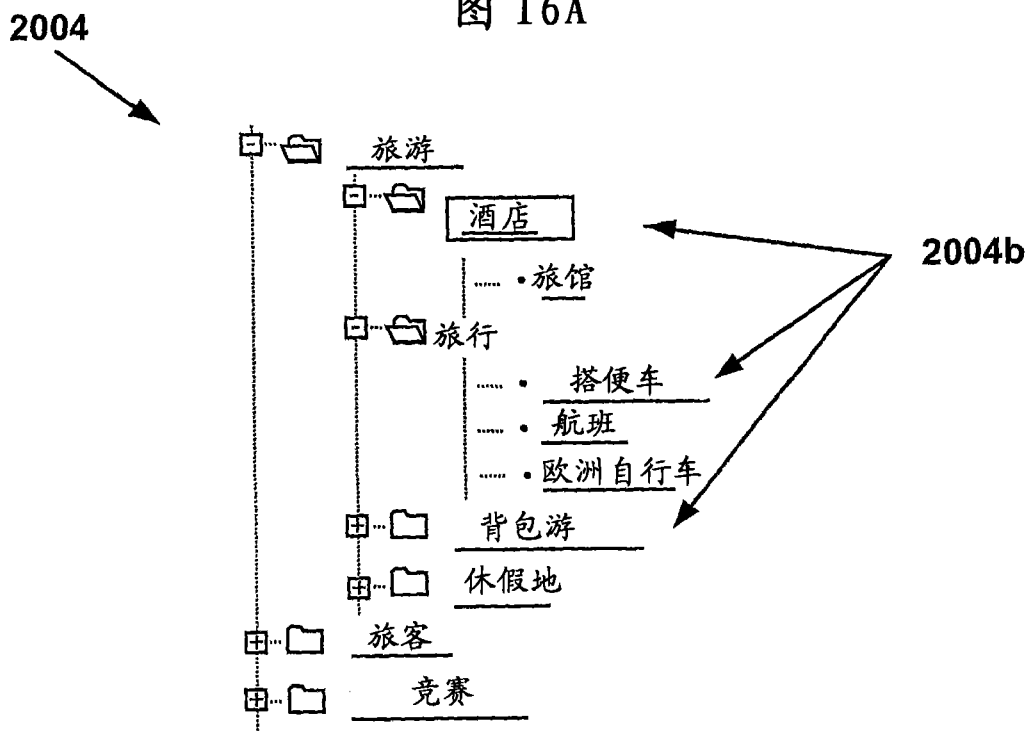 图 16A
2004
旅游
酒店
2004b
• 旅馆
旅行
• 搭便车
• 航班
• 欧洲自行车
背包游
休假地
旅客
竞赛